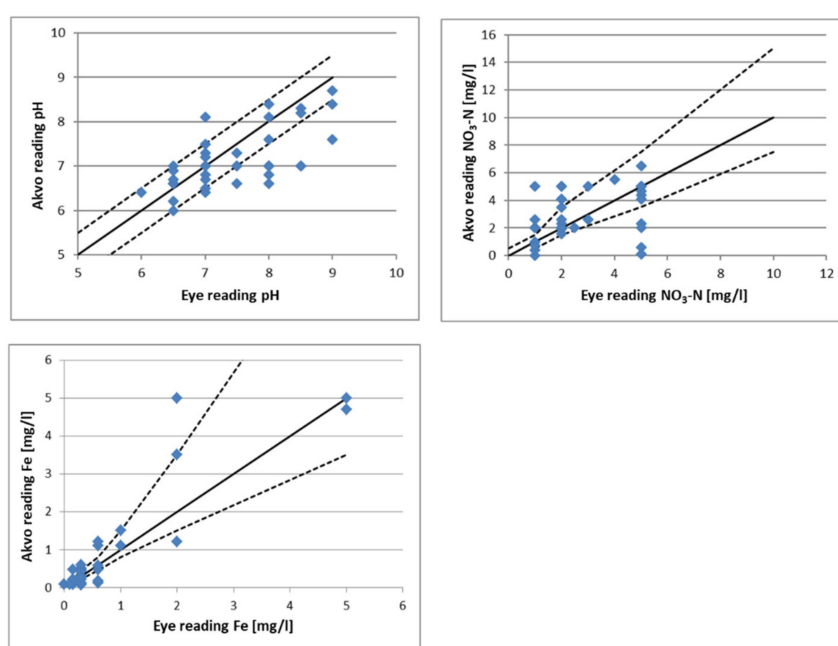 10
9
8
7
6
5
5 6 7 8 9 10
Akvo reading pH
Eye reading pH
16
14
12
10
8
6
4
2
0
0 2 4 6 8 10 12
Akvo reading NO₃-N [mg/l]
Eye reading NO₃-N [mg/l]
6
5
4
3
2
1
0
0 1 2 3 4 5 6
Akvo reading Fe [mg/l]
Eye reading Fe [mg/l]